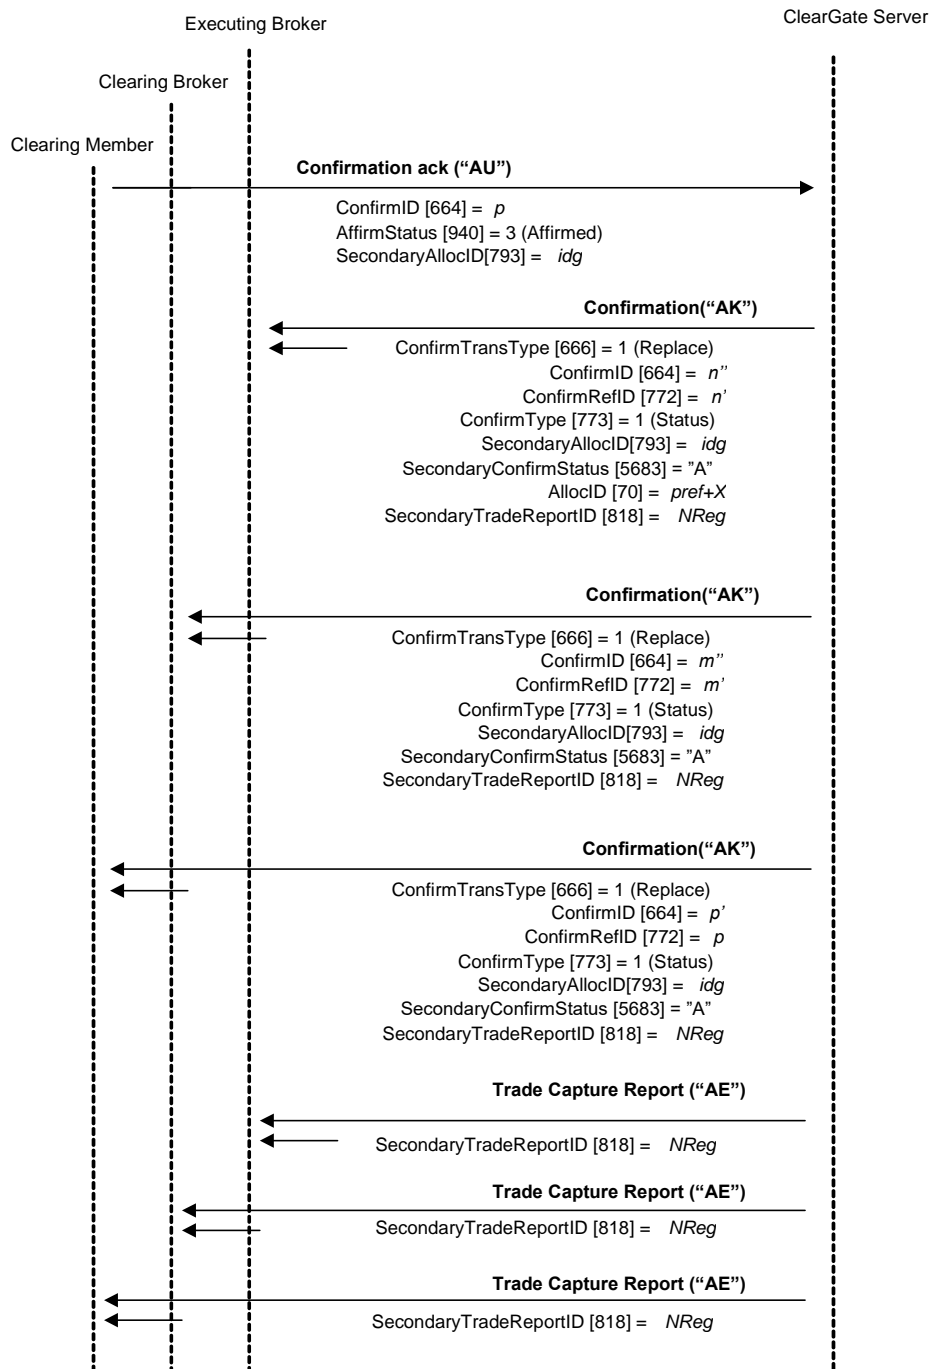 ClearGate Server
Executing Broker
Clearing Broker
Clearing Member
Confirmation ack (“AU”)
ConfirmID [664] = p
AffirmStatus [940] = 3 (Affirmed)
SecondaryAllocID[793] = idg
Confirmation(“AK”)
ConfirmTransType [666] = 1 (Replace)
ConfirmID [664] = n’’
ConfirmRefID [772] = n’
ConfirmType [773] = 1 (Status)
SecondaryAllocID[793] = idg
SecondaryConfirmStatus [5683] = ”A”
AllocID [70] = pref+X
SecondaryTradeReportID [818] = NReg
Confirmation(“AK”)
ConfirmTransType [666] = 1 (Replace)
ConfirmID [664] = m’’
ConfirmRefID [772] = m’
ConfirmType [773] = 1 (Status)
SecondaryAllocID[793] = idg
SecondaryConfirmStatus [5683] = ”A”
SecondaryTradeReportID [818] = NReg
Confirmation(“AK”)
ConfirmTransType [666] = 1 (Replace)
ConfirmID [664] = p’
ConfirmRefID [772] = p
ConfirmType [773] = 1 (Status)
SecondaryAllocID[793] = idg
SecondaryConfirmStatus [5683] = ”A”
SecondaryTradeReportID [818] = NReg
Trade Capture Report (“AE”)
SecondaryTradeReportID [818] = NReg
Trade Capture Report (“AE”)
SecondaryTradeReportID [818] = NReg
Trade Capture Report (“AE”)
SecondaryTradeReportID [818] = NReg